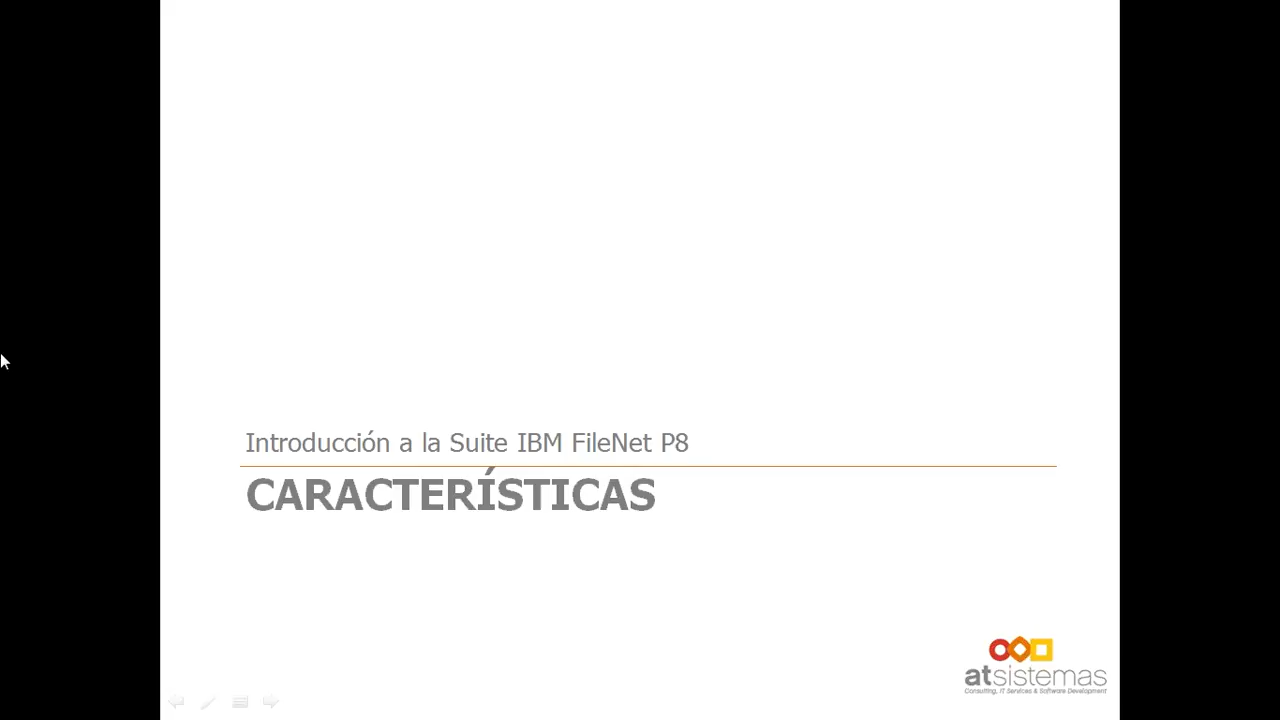 Introducción a la Suite IBM FileNet P8
CARACTERÍSTICAS
atsistemas
Consulting, IT Services & Software Development